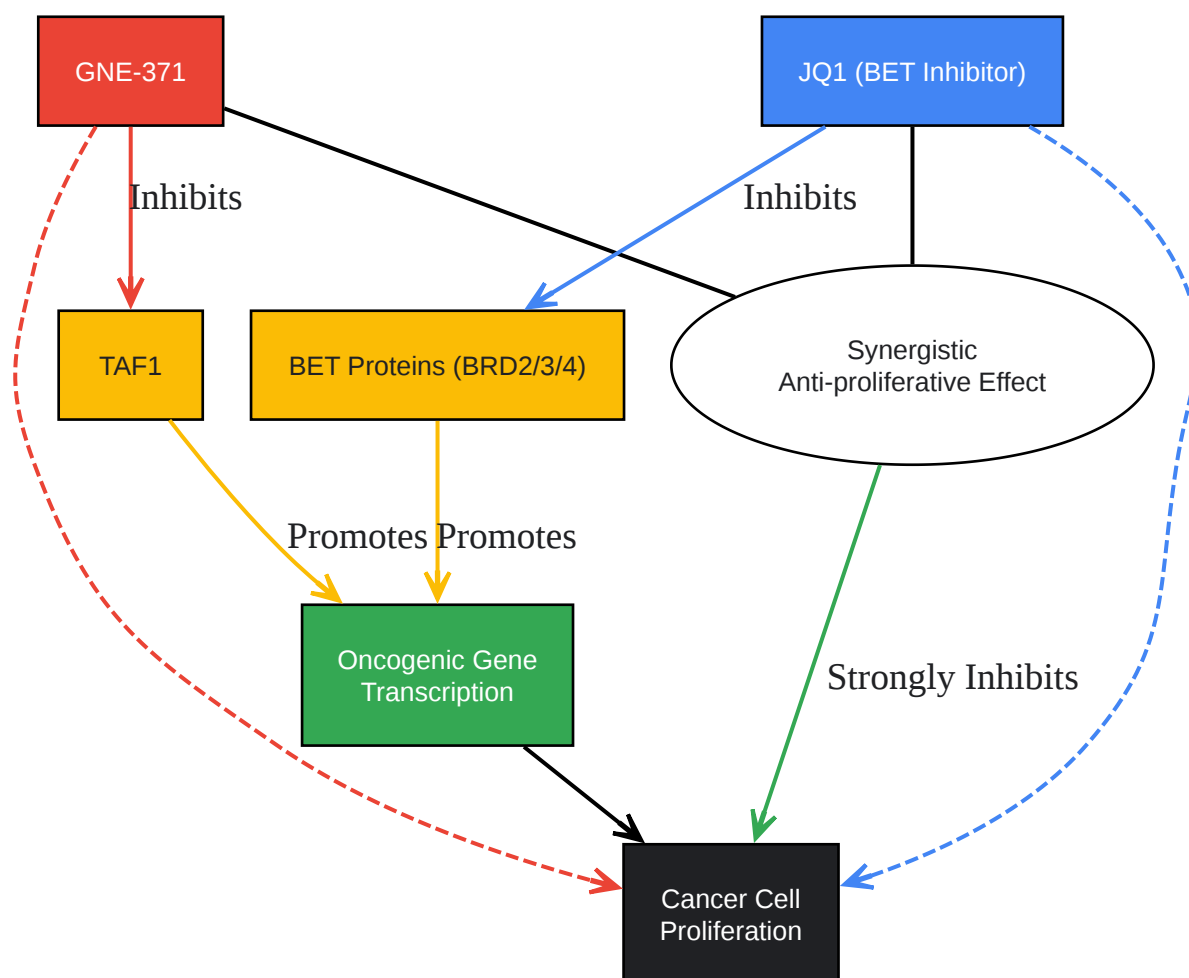 GNE-371
JQ1 (BET Inhibitor)
Inhibits
Inhibits
TAF1
BET Proteins (BRD2/3/4)
Synergistic
Anti-proliferative Effect
Promotes
Promotes
Oncogenic Gene
Transcription
Strongly Inhibits
Cancer Cell
Proliferation